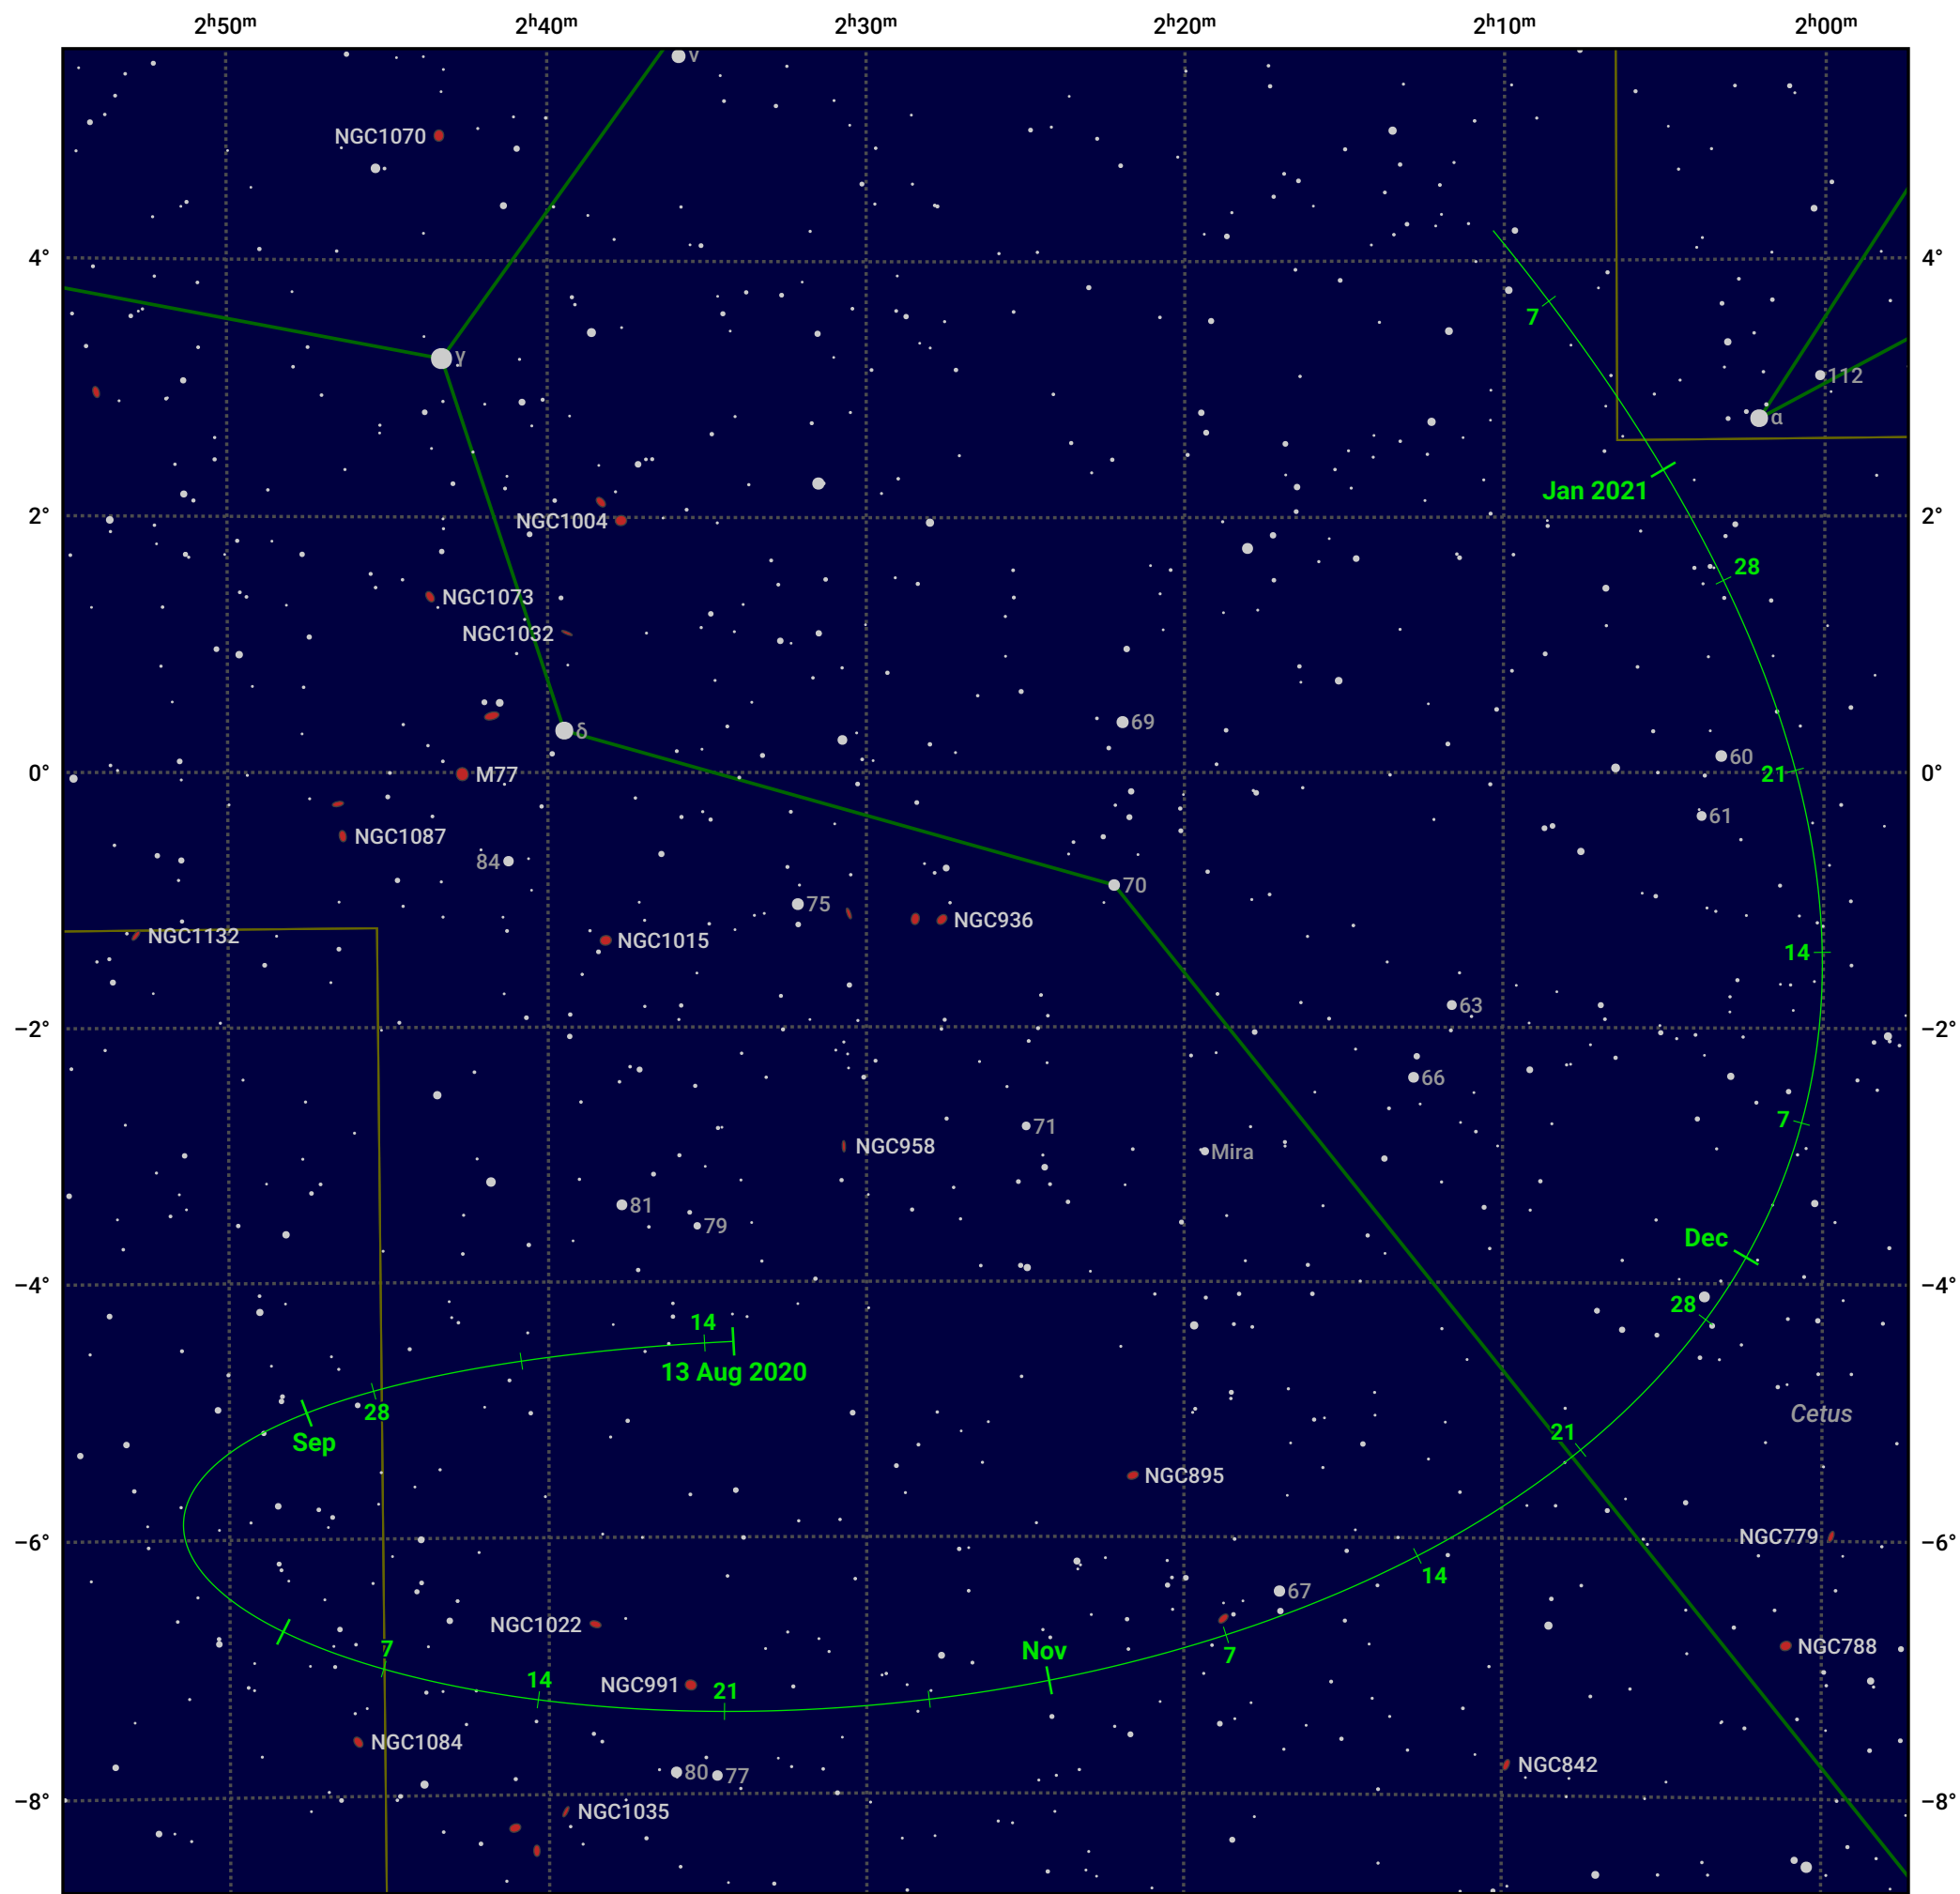 2ʰ50ᵐ 2ʰ40ᵐ 2ʰ30ᵐ 2ʰ20ᵐ 2ʰ10ᵐ 2ʰ00ᵐ
ν
NGC1070
4° 4°
7
γ
112
α
Jan 2021
2° 2°
NGC1004
28
NGC1073
NGC1032
69
δ
60
0° 0°
M77
21
61
NGC1087
84
70
75
NGC936
NGC1132
NGC1015
14
63
−2° −2°
66
7
71
NGC958
Mira
81
79
Dec
−4° −4°
28
14
13 Aug 2020
28
Cetus
Sep
21
NGC895
−6° −6°
NGC779
14
67
NGC1022
7
Nov
7
NGC788
14
NGC991
21
NGC1084
NGC842
80
77
−8° −8°
NGC1035